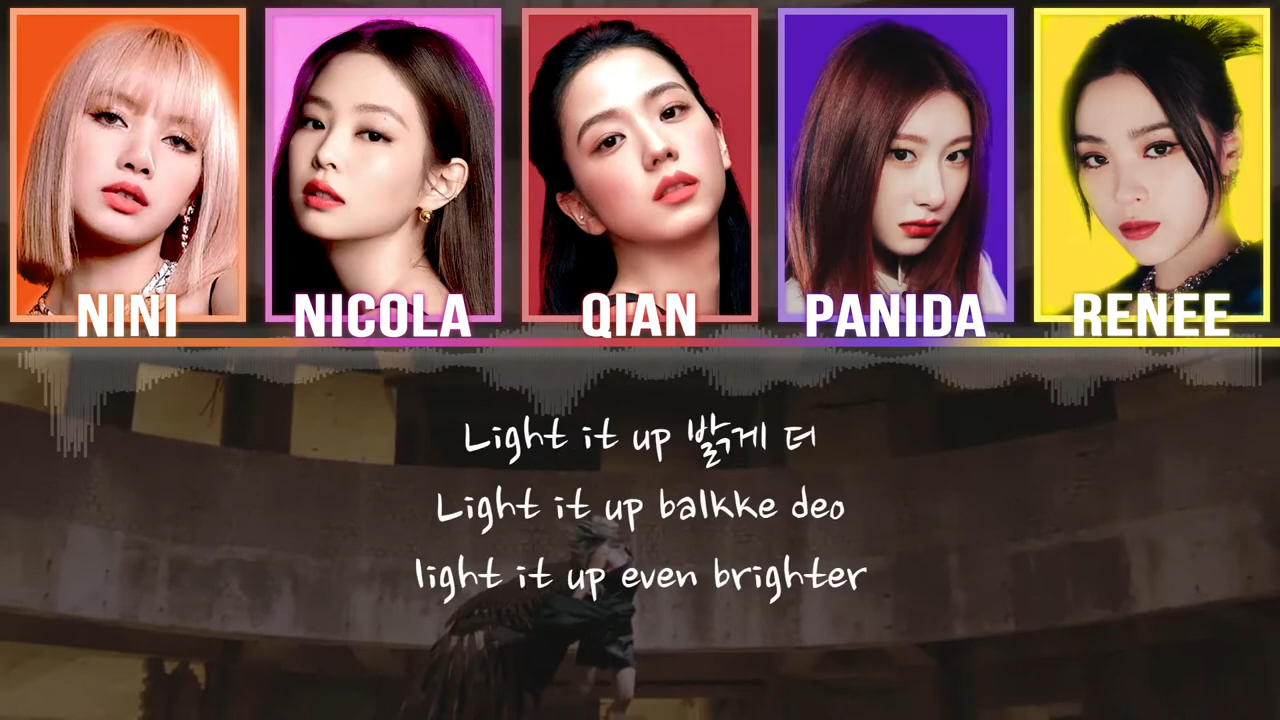 NINI
NICOLA
QIAN
PANIDA
RENEE
Light it up 밝게 더
Light it up balkke deo
light it up even brighter